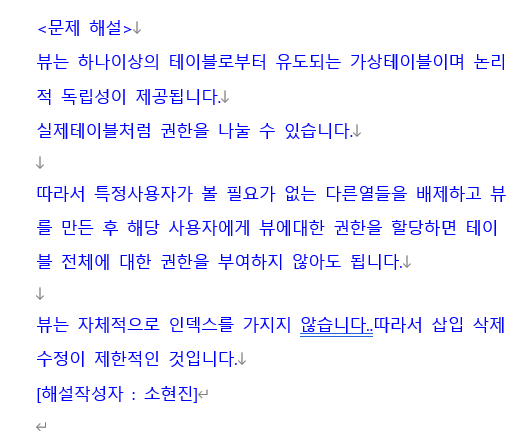 <문제 해설>↓
뷰는 하나이상의 테이블로부터 유도되는 가상테이블이며 논리
적 독립성이 제공됩니다.↓
실제테이블처럼 권한을 나눌 수 있습니다.↓
↓
따라서 특정사용자가 볼 필요가 없는 다른열들을 배제하고 뷰
를 만든 후 해당 사용자에게 뷰에대한 권한을 할당하면 테이
블 전체에 대한 권한을 부여하지 않아도 됩니다.↓
↓
뷰는 자체적으로 인덱스를 가지지 않습니다..따라서 삽입 삭제
수정이 제한적인 것입니다.↓
[해설작성자 : 소현진]↵
↵